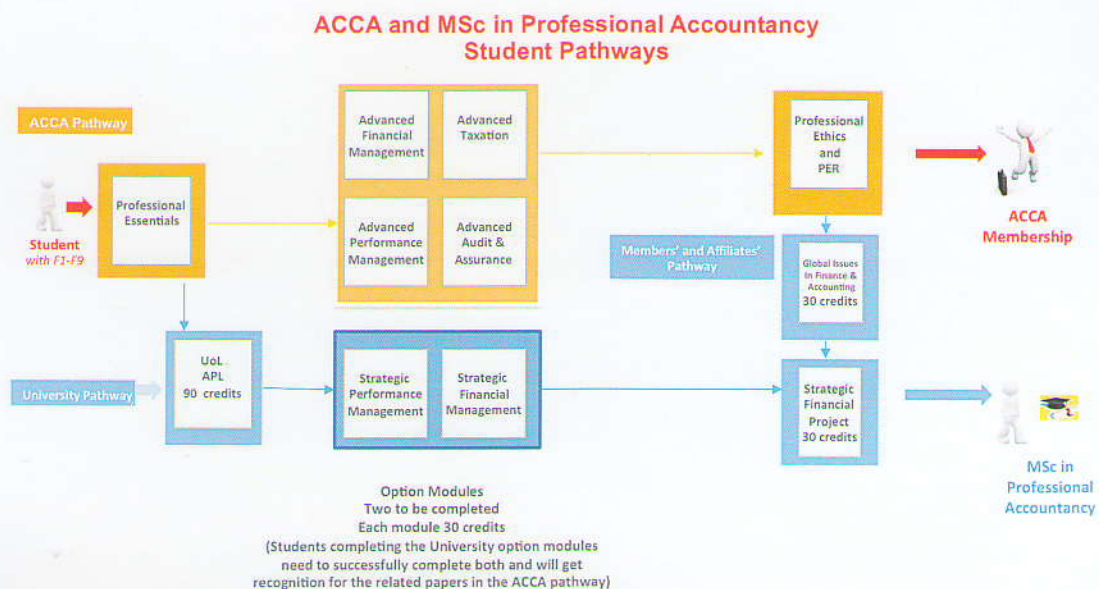 ACCA and MSc in Professional Accountancy
Student Pathways
ACCA Pathway
Student
with F1-F9
Professional
Essentials
Advanced
Financial
Management
Advanced
Taxation
Advanced
Performance
Management
Advanced
Audit &
Assurance
Professional
Ethics
and
PER
ACCA
Membership
Members' and Affiliates'
Pathway
Global Issues
in Finance &
Accounting
30 credits
University Pathway
UoL
APL
90 credits
Strategic
Performance
Management
Strategic
Financial
Management
Strategic
Financial
Project
30 credits
MSc in
Professional
Accountancy
Option Modules
Two to be completed
Each module 30 credits
(Students completing the University option modules
need to successfully complete both and will get
recognition for the related papers in the ACCA pathway)